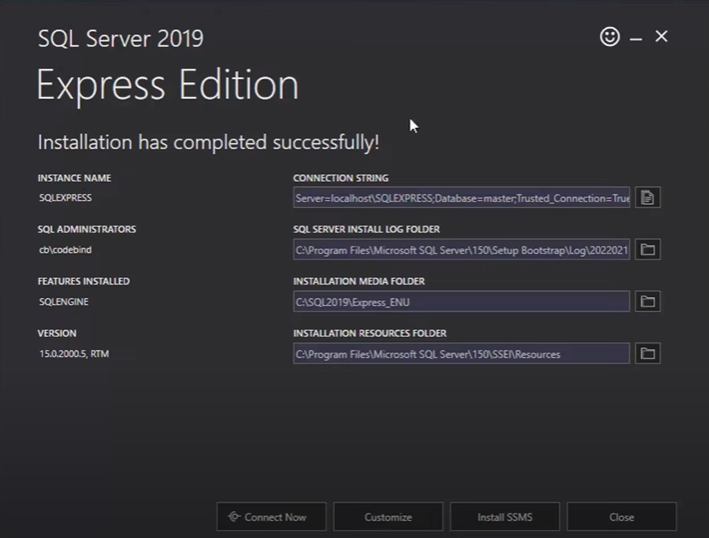 SQL Server 2019
Express Edition
Installation has completed successfully!
INSTANCE NAME
SQLEXPRESS
CONNECTION STRING
Server=localhost\SQLEXPRESS;Database=master;Trusted_Connection=True
SQL ADMINISTRATORS
cb\codebind
SQL SERVER INSTALL LOG FOLDER
C:\Program Files\Microsoft SQL Server\150\Setup Bootstrap\Log\2022021
FEATURES INSTALLED
SQLENGINE
INSTALLATION MEDIA FOLDER
C:\SQL2019\Express_ENU
VERSION
15.0.2000.5, RTM
INSTALLATION RESOURCES FOLDER
C:\Program Files\Microsoft SQL Server\150\SSEI\Resources
Connect Now
Customize
Install SSMS
Close